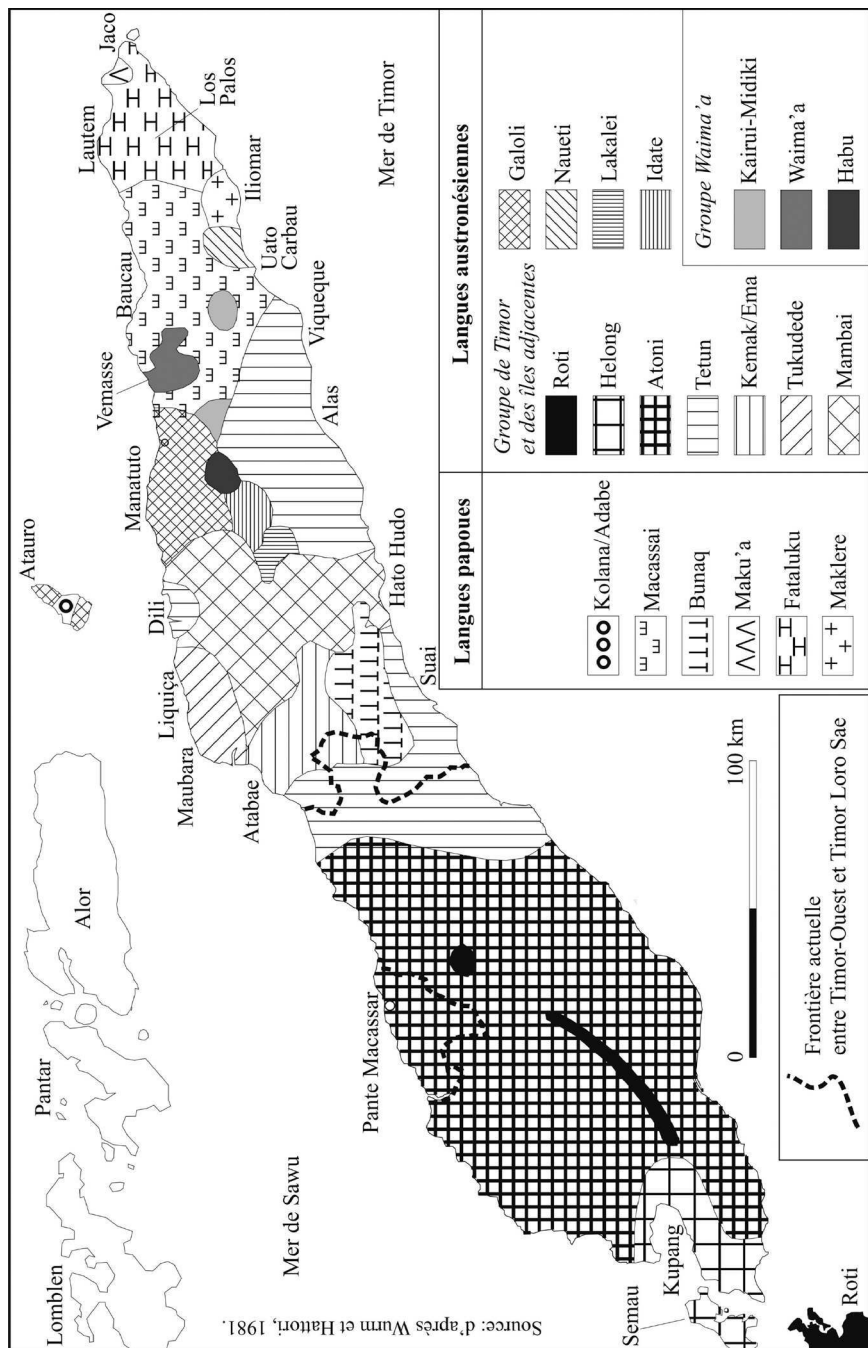 Lomblen
Pantar
Alor
Atauro
Jaco
Lautem
Los
Palos
Baucau
Iliomar
Vemasse
Uato
Carbau
Manatuto
Viqueque
Mer de Timor
Dili
Alas
Liquiça
Maubara
Hato Hudo
Atabae
Suai
Mer de Sawu
Pante Macassar
Semau
Kupang
Roti
0
100 km
Source: d'après Wurm et Hattori, 1981.
Frontière actuelle
entre Timor-Ouest et Timor Loro Sae
Langues papoues
Kolana/Adabe
Macassai
Bunaq
Maku'a
Fataluku
Maklere
Langues austronésiennes
Groupe de Timor
et des îles adjacentes
Roti
Helong
Atoni
Tetun
Kemak/Ema
Tukudede
Mambai
Galoli
Naueti
Lakalei
Idate
Groupe Waima'a
Kairui-Midiki
Waima'a
Habu